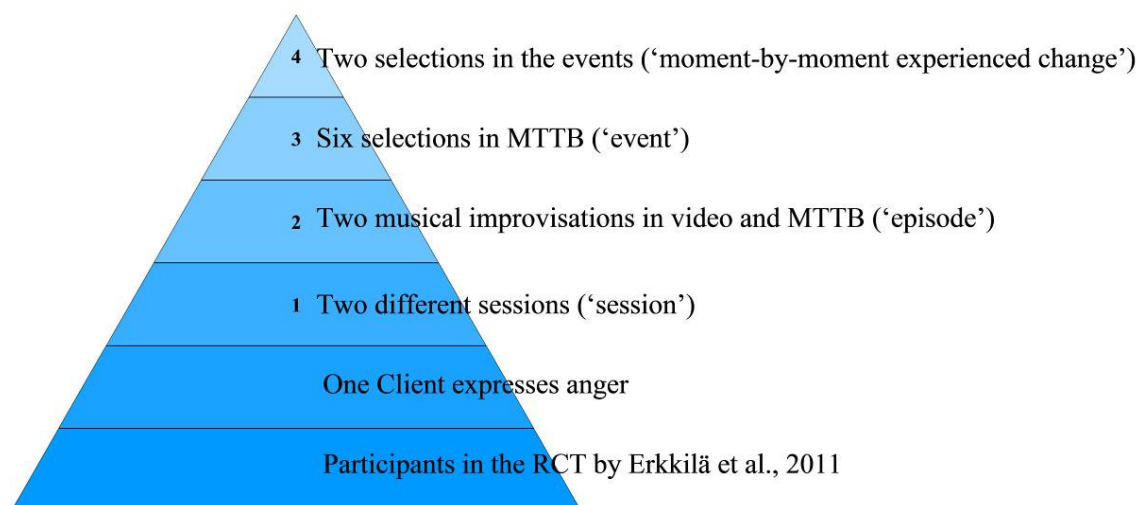 4 Two selections in the events (‘moment-by-moment experienced change’)
3 Six selections in MTTB (‘event’)
2 Two musical improvisations in video and MTTB (‘episode’)
1 Two different sessions (‘session’)
One Client expresses anger
Participants in the RCT by Erkkilä et al., 2011